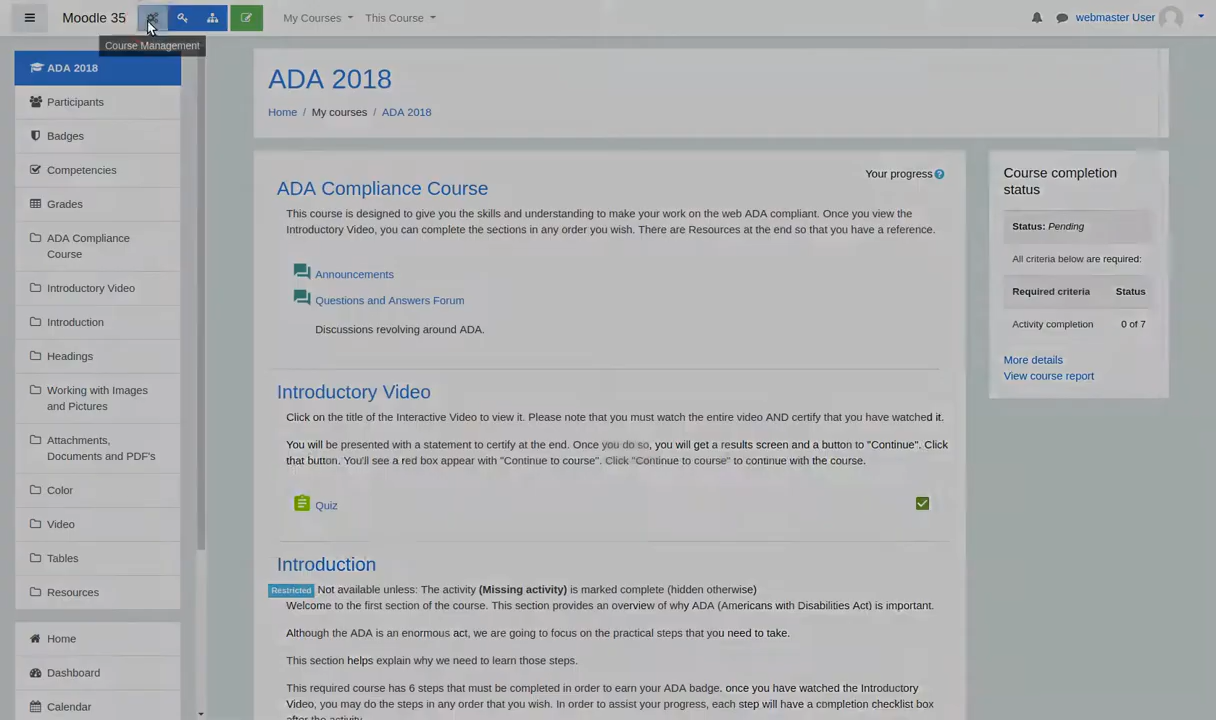 Moodle 35
My Courses
This Course
webmaster User
Course Management
ADA 2018
Participants
Badges
Competencies
Grades
ADA Compliance
Course
Introductory Video
Introduction
Headings
Working with Images
and Pictures
Attachments,
Documents and PDF's
Color
Video
Tables
Resources
Home
Dashboard
Calendar
ADA 2018
Home / My courses / ADA 2018
Your progress
ADA Compliance Course
This course is designed to give you the skills and understanding to make your work on the web ADA compliant. Once you view the
Introductory Video, you can complete the sections in any order you wish. There are Resources at the end so that you have a reference.
Announcements
Questions and Answers Forum
Discussions revolving around ADA.
Introductory Video
Click on the title of the Interactive Video to view it. Please note that you must watch the entire video AND certify that you have watched it.
You will be presented with a statement to certify at the end. Once you do so, you will get a results screen and a button to "Continue". Click
that button. You'll see a red box appear with "Continue to course". Click "Continue to course" to continue with the course.
Quiz
Introduction
Restricted Not available unless: The activity (Missing activity) is marked complete (hidden otherwise)
Welcome to the first section of the course. This section provides an overview of why ADA (Americans with Disabilities Act) is important.
Although the ADA is an enormous act, we are going to focus on the practical steps that you need to take.
This section helps explain why we need to learn those steps.
This required course has 6 steps that must be completed in order to earn your ADA badge. once you have watched the Introductory
Video, you may do the steps in any order that you wish. In order to assist your progress, each step will have a completion checklist box
after the activity.
Course completion
status
Status: Pending
All criteria below are required:
Required criteria Status
Activity completion 0 of 7
More details
View course report